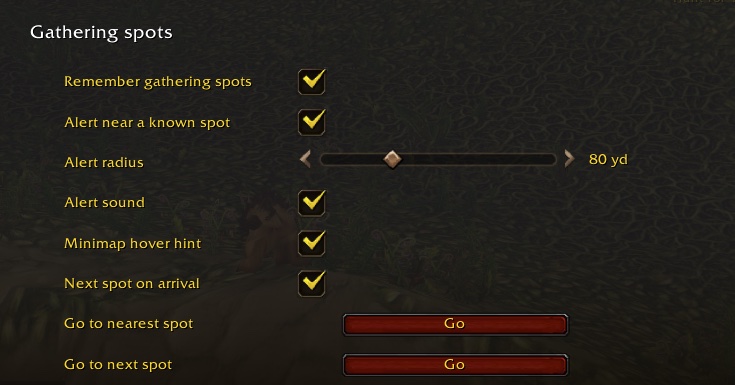 Gathering spots
Remember gathering spots
Alert near a known spot
Alert radius 80 yd
Alert sound
Minimap hover hint
Next spot on arrival
Go to nearest spot Go
Go to next spot Go